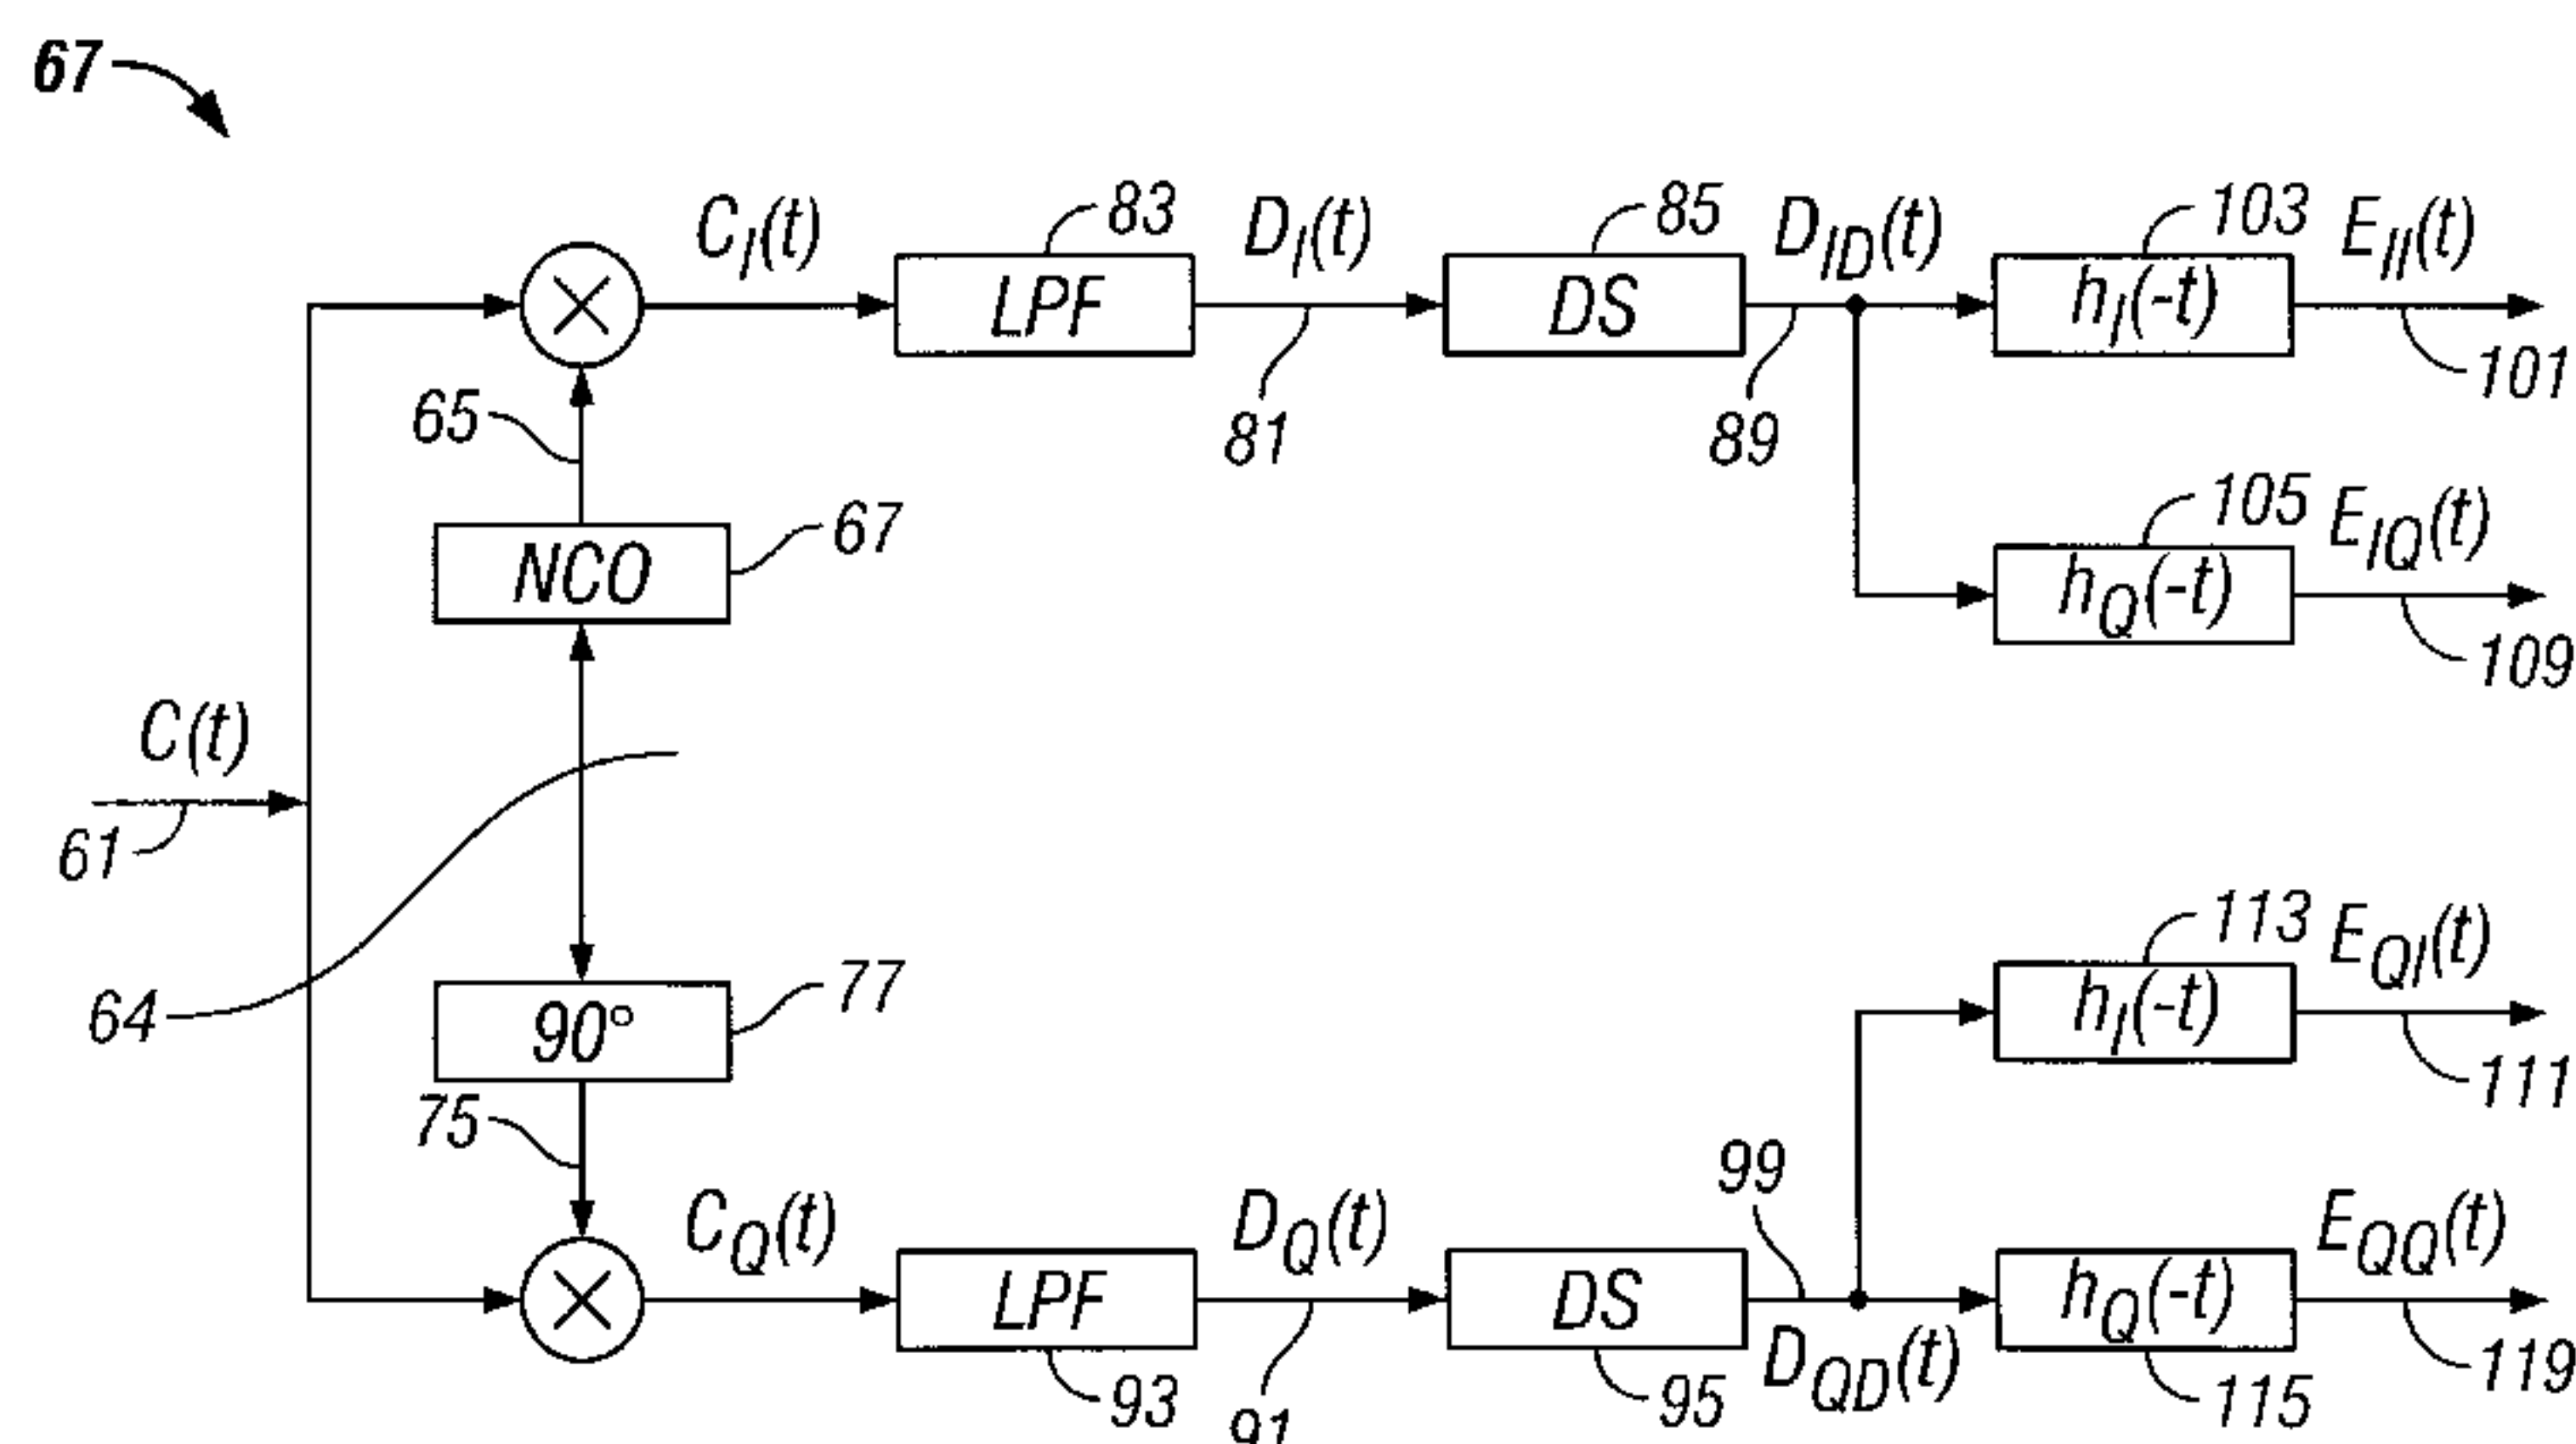 67
C_I(t)
83
D_I(t)
85
D_ID(t)
103
E_II(t)
LPF
DS
h_I(-t)
101
65
81
89
105
E_IQ(t)
NCO
67
h_Q(-t)
109
C(t)
61
113
E_QI(t)
64
90°
77
h_I(-t)
111
75
99
C_Q(t)
D_Q(t)
E_QQ(t)
LPF
DS
h_Q(-t)
D_QD(t)
119
93
91
95
115